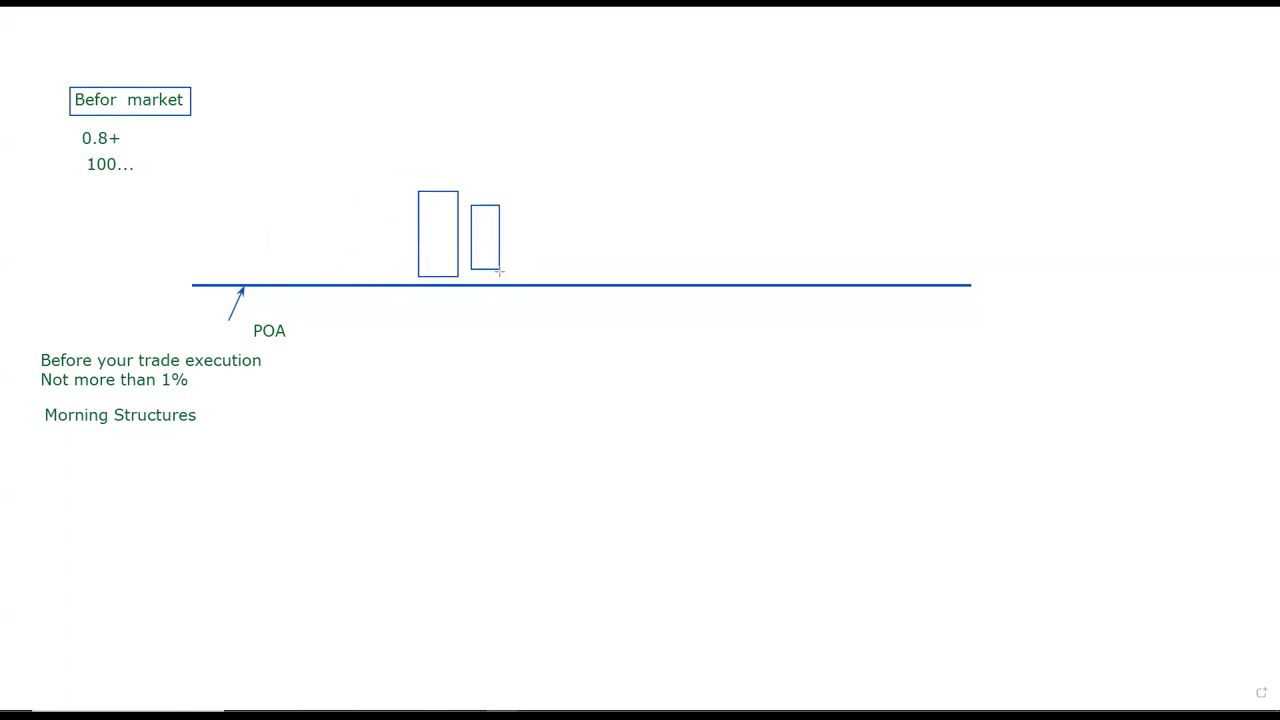 Befor market
0.8+
100...
POA
Before your trade execution
Not more than 1%
Morning Structures